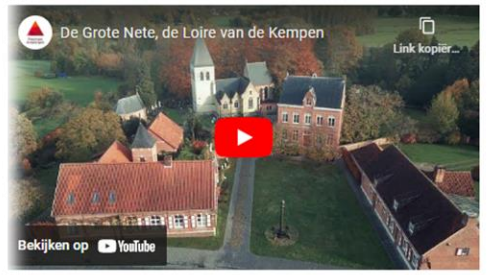 De Grote Nete, de Loire van de Kempen
Link kopiër...
Bekijken op YouTube